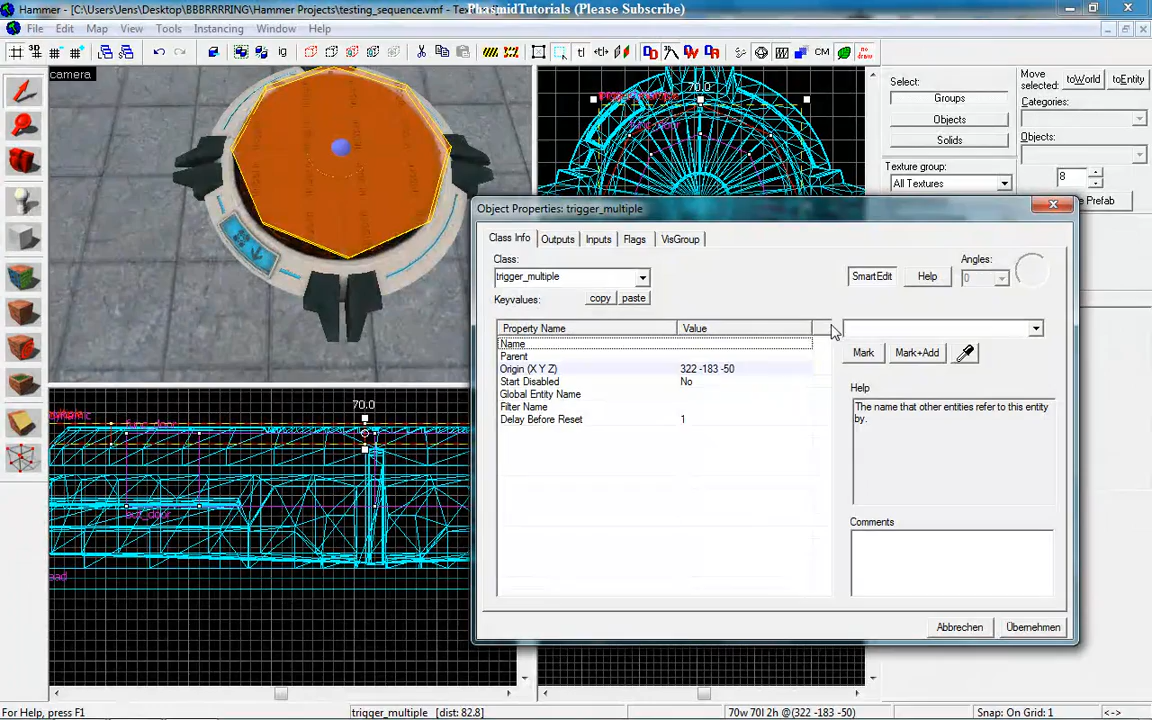 Hammer - [C:\Users\Jens\Desktop\BBBRRRRING\Hammer Projects\testing_sequence.vmf - Tex
PhasmidTutorials (Please Subscribe)
File Edit Map View Tools Instancing Window Help
ig
tl
CM
camera
70.0
Select:
Groups
Objects
Solids
Texture group:
All Textures
Move
selected:
toWorld
toEntity
Categories:
Objects:
8
e Prefab
Object Properties: trigger_multiple
Class Info Outputs Inputs Flags VisGroup
Class:
trigger_multiple
SmartEdit Help
Angles:
0
Keyvalues:
copy paste
Property Name Value
Name
Parent
Origin (X Y Z) 322 -183 -50
Start Disabled No
Global Entity Name
Filter Name
Delay Before Reset 1
Mark Mark+Add
Help
The name that other entities refer to this entity
by.
Comments
Abbrechen Übernehmen
70.0
dynamic
func_door
For Help, press F1
trigger_multiple [dist: 82.8]
70w 70l 2h @(322 -183 -50)
Snap: On Grid: 1
<->